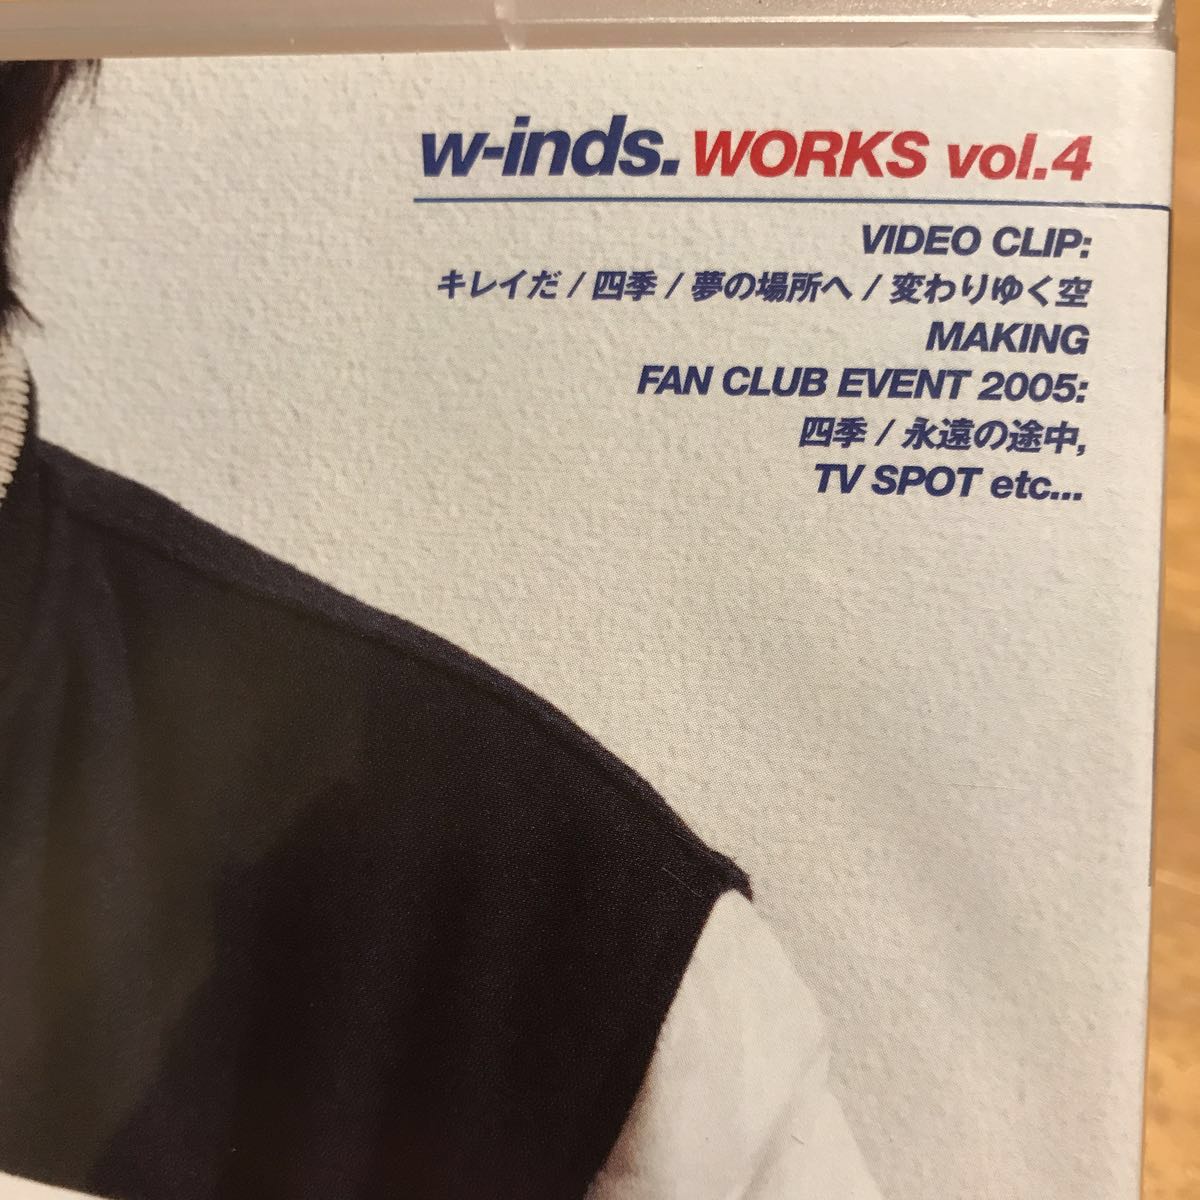 w-inds. WORKS vol.4
VIDEO CLIP:
キレイだ / 四季 / 夢の場所へ / 変わりゆく空
MAKING
FAN CLUB EVENT 2005:
四季 / 永遠の途中,
TV SPOT etc...